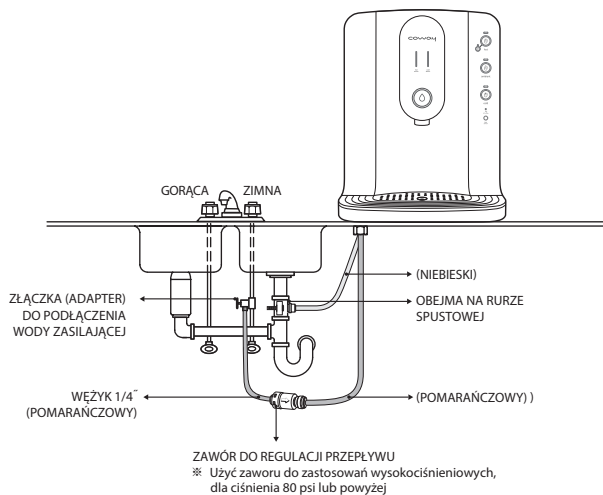 coway
GORĄCA
ZIMNA
(NIEBIESKI)
ZŁĄCZKA (ADAPTER)
DO PODŁĄCZENIA
WODY ZASILAJĄCEJ
OBEJMA NA RURZE
SPUSTOWEJ
WĘŻYK 1/4˝
(POMARAŃCZOWY)
(POMARAŃCZOWY) )
ZAWÓR DO REGULACJI PRZEPŁYWU
※ Użyć zaworu do zastosowań wysokociśnieniowych,
dla ciśnienia 80 psi lub powyżej